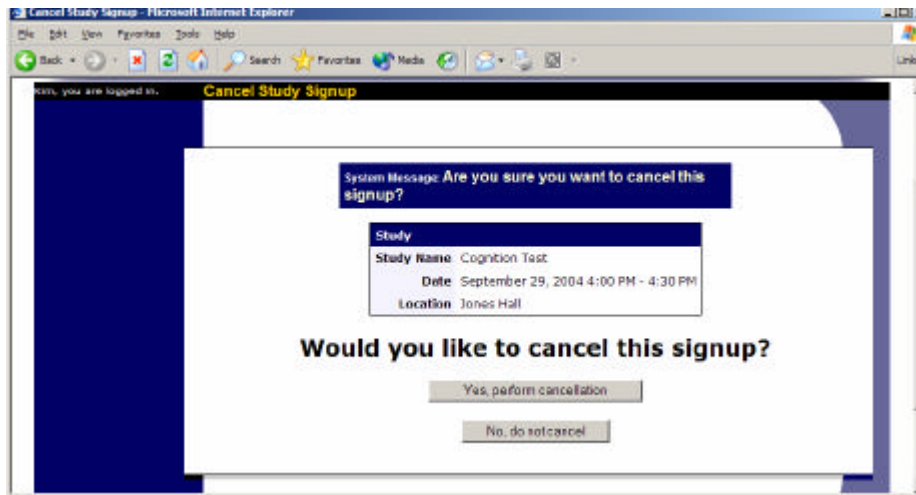 Cancel Study Signup - Microsoft Internet Explorer
File Edit View Favorites Tools Help
Back Search Favorites Media
Links
Kim, you are logged in. Cancel Study Signup
System Message: Are you sure you want to cancel this
signup?
Study
Study Name Cognition Test
Date September 29, 2004 4:00 PM - 4:30 PM
Location Jones Hall
Would you like to cancel this signup?
Yes, perform cancellation
No, do not cancel